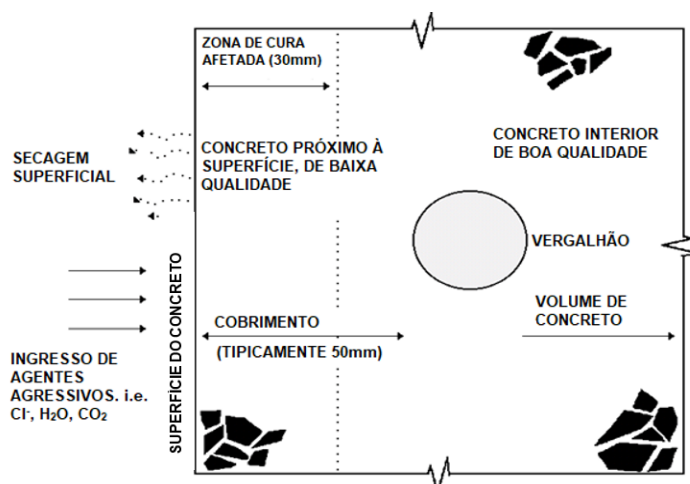 ZONA DE CURA
AFETADA (30mm)
SECAGEM
SUPERFICIAL
CONCRETO PRÓXIMO À
SUPERFÍCIE, DE BAIXA
QUALIDADE
CONCRETO INTERIOR
DE BOA QUALIDADE
VERGALHÃO
SUPERFÍCIE DO CONCRETO
COBRIMENTO
(TIPICAMENTE 50mm)
VOLUME DE
CONCRETO
INGRESSO DE
AGENTES
AGRESSIVOS. i.e.
Cl⁻, H₂O, CO₂